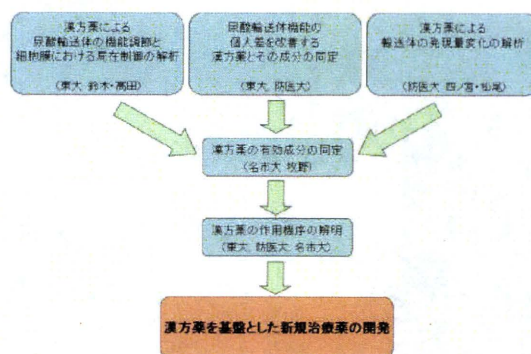 漢方薬による
尿酸輸送体の機能調節と
細胞膜における局在制御の解析
(東大 鈴木・高田)
尿酸輸送体機能の
個人差を改善する
漢方薬とその成分の同定
(東大, 防医大)
漢方薬による
輸送体の発現量変化の解析
(防医大 四ノ宮・松尾)
漢方薬の有効成分の同定
(名市大 牧野)
漢方薬の作用機序の解明
(東大, 防医大, 名市大)
漢方薬を基盤とした新規治療薬の開発